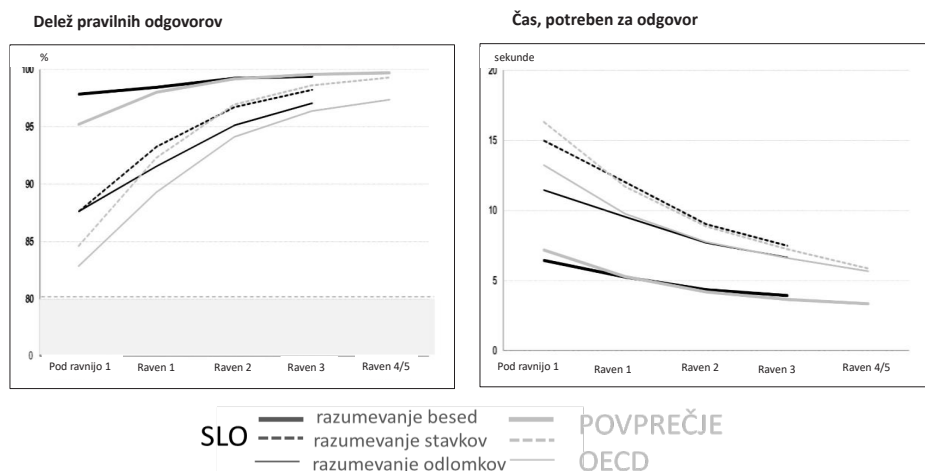 Delež pravilnih odgovorov
%
100
95
90
85
80
0
Pod ravnijo 1
Raven 1
Raven 2
Raven 3
Raven 4/5
Čas, potreben za odgovor
sekunde
20
15
10
5
0
Pod ravnijo 1
Raven 1
Raven 2
Raven 3
Raven 4/5
SLO
razumevanje besed
razumevanje stavkov
razumevanje odlomkov
POVPREČJE
OECD